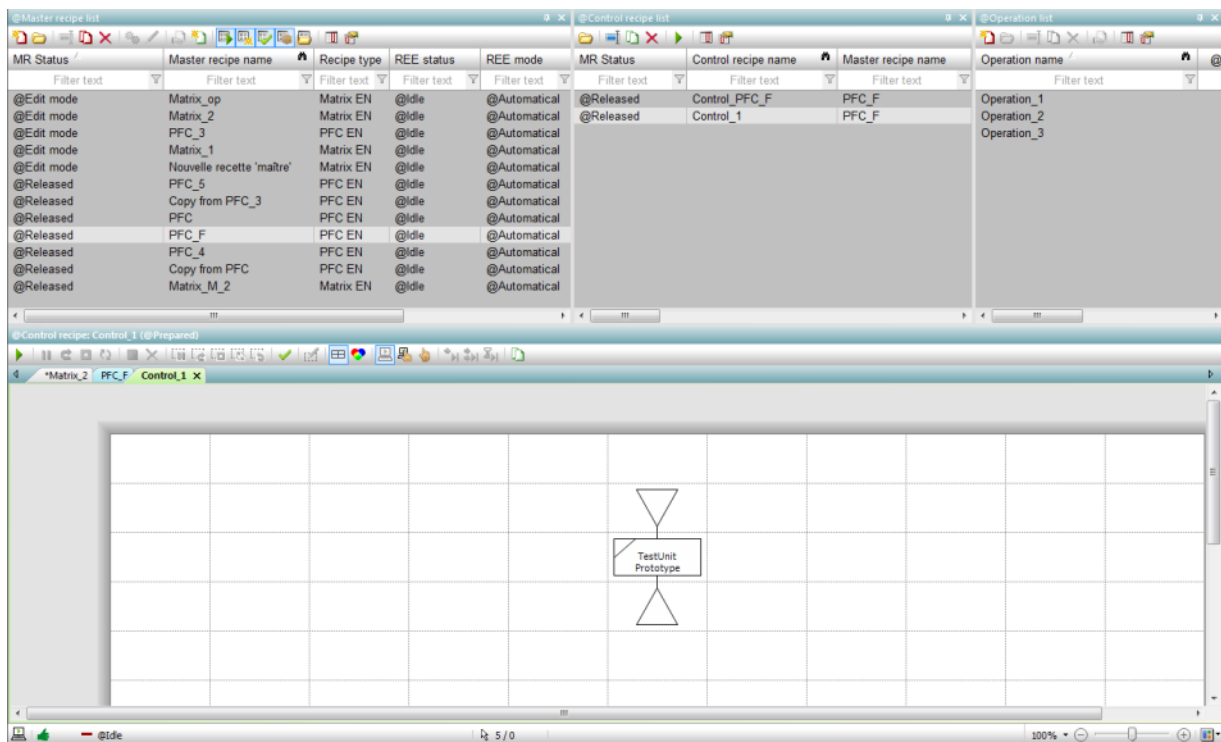 @Master recipe list
@Control recipe list
@Operation list
MR Status Master recipe name Recipe type REE status REE mode
MR Status Control recipe name Master recipe name
Operation name @
Filter text Filter text Filter text Filter text Filter text
Filter text Filter text Filter text
Filter text
@Edit mode Matrix_op Matrix EN @Idle @Automatical
@Edit mode Matrix_2 Matrix EN @Idle @Automatical
@Edit mode PFC_3 PFC EN @Idle @Automatical
@Edit mode Matrix_1 Matrix EN @Idle @Automatical
@Edit mode Nouvelle recette 'maître' Matrix EN @Idle @Automatical
@Released PFC_5 PFC EN @Idle @Automatical
@Released Copy from PFC_3 PFC EN @Idle @Automatical
@Released PFC PFC EN @Idle @Automatical
@Released PFC_F PFC EN @Idle @Automatical
@Released PFC_4 PFC EN @Idle @Automatical
@Released Copy from PFC PFC EN @Idle @Automatical
@Released Matrix_M_2 Matrix EN @Idle @Automatical
@Released Control_PFC_F PFC_F
@Released Control_1 PFC_F
Operation_1
Operation_2
Operation_3
@Control recipe: Control_1 (@Prepared)
*Matrix_2 PFC_F Control_1
TestUnit
Prototype
@Idle 5/0 100%